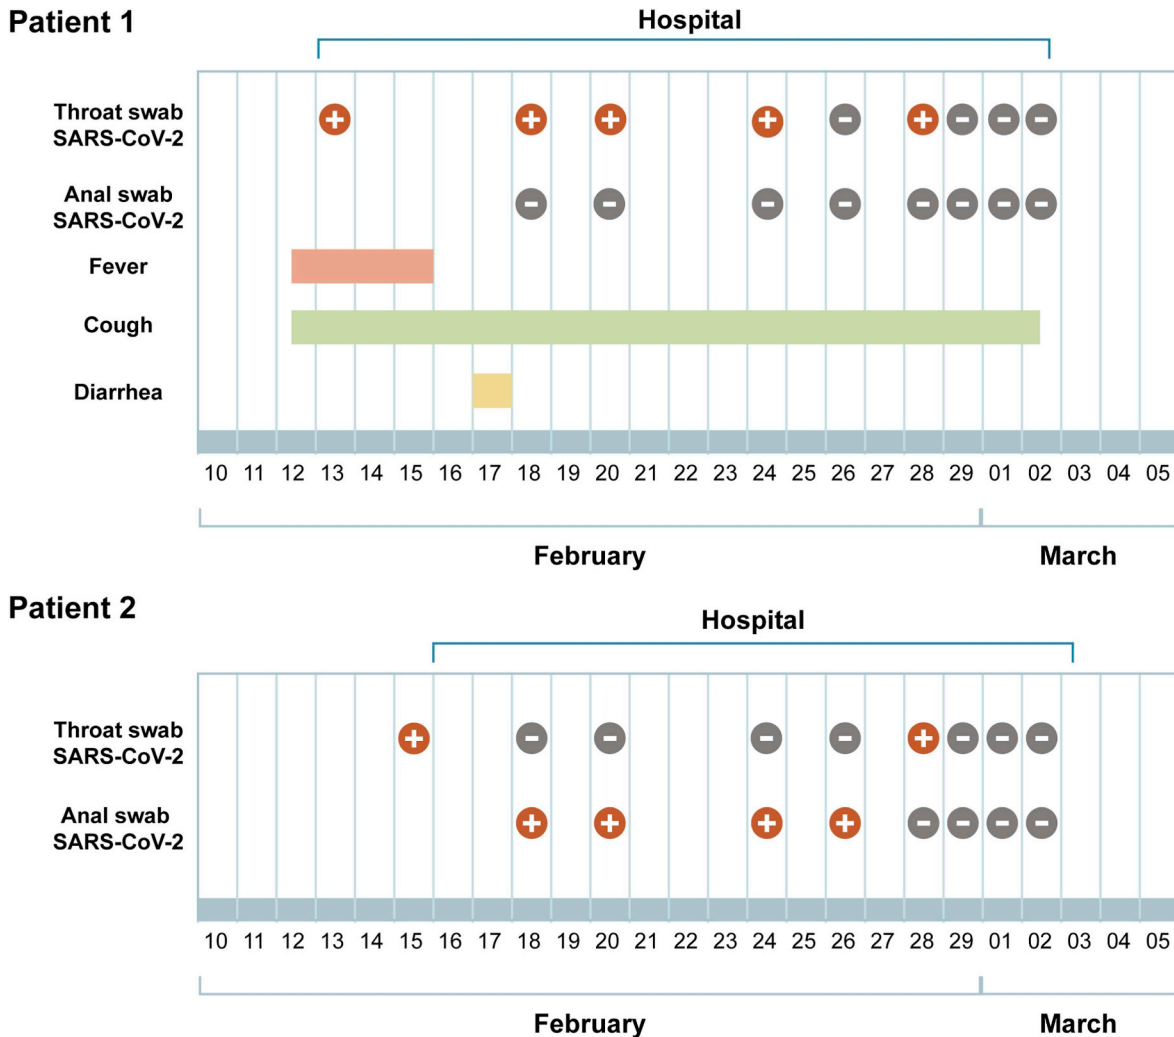 Patient 1
Hospital
Throat swab
SARS-CoV-2
+ + + + - + - - -
Anal swab
SARS-CoV-2
- - - - - - - -
Fever
Cough
Diarrhea
10 11 12 13 14 15 16 17 18 19 20 21 22 23 24 25 26 27 28 29 01 02 03 04 05
February March
Patient 2
Hospital
Throat swab
SARS-CoV-2
+ - - - - + - - -
Anal swab
SARS-CoV-2
+ + + + - - - -
10 11 12 13 14 15 16 17 18 19 20 21 22 23 24 25 26 27 28 29 01 02 03 04 05
February March